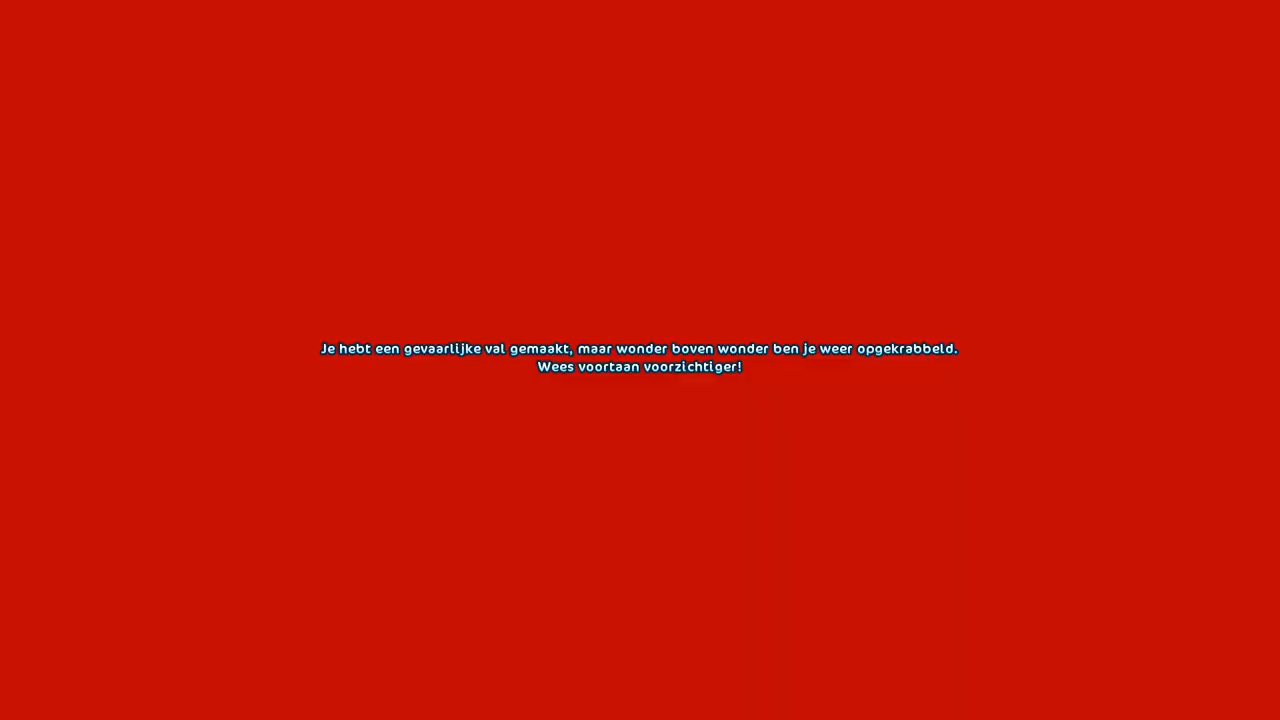 Je hebt een gevaarlijke val gemaakt, maar wonder boven wonder ben je weer opgekrabbeld.
Wees voortaan voorzichtiger!